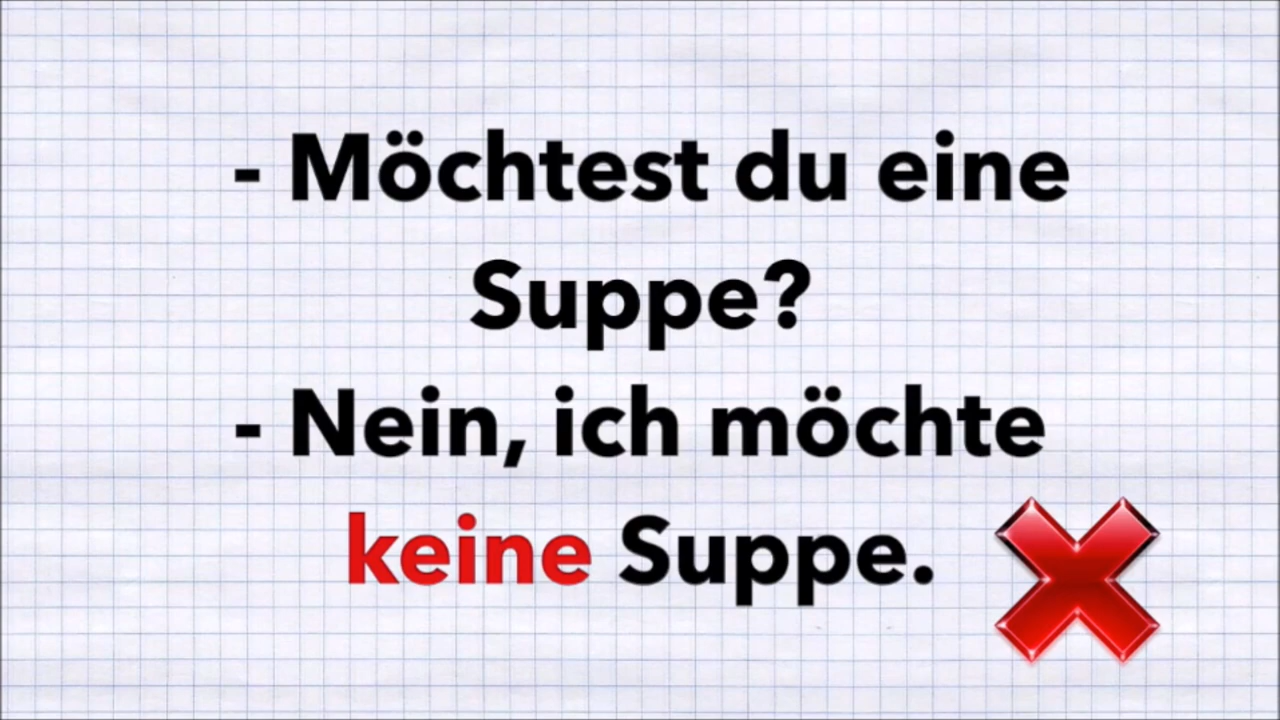 - Möchtest du eine
Suppe?
- Nein, ich möchte
keine Suppe.